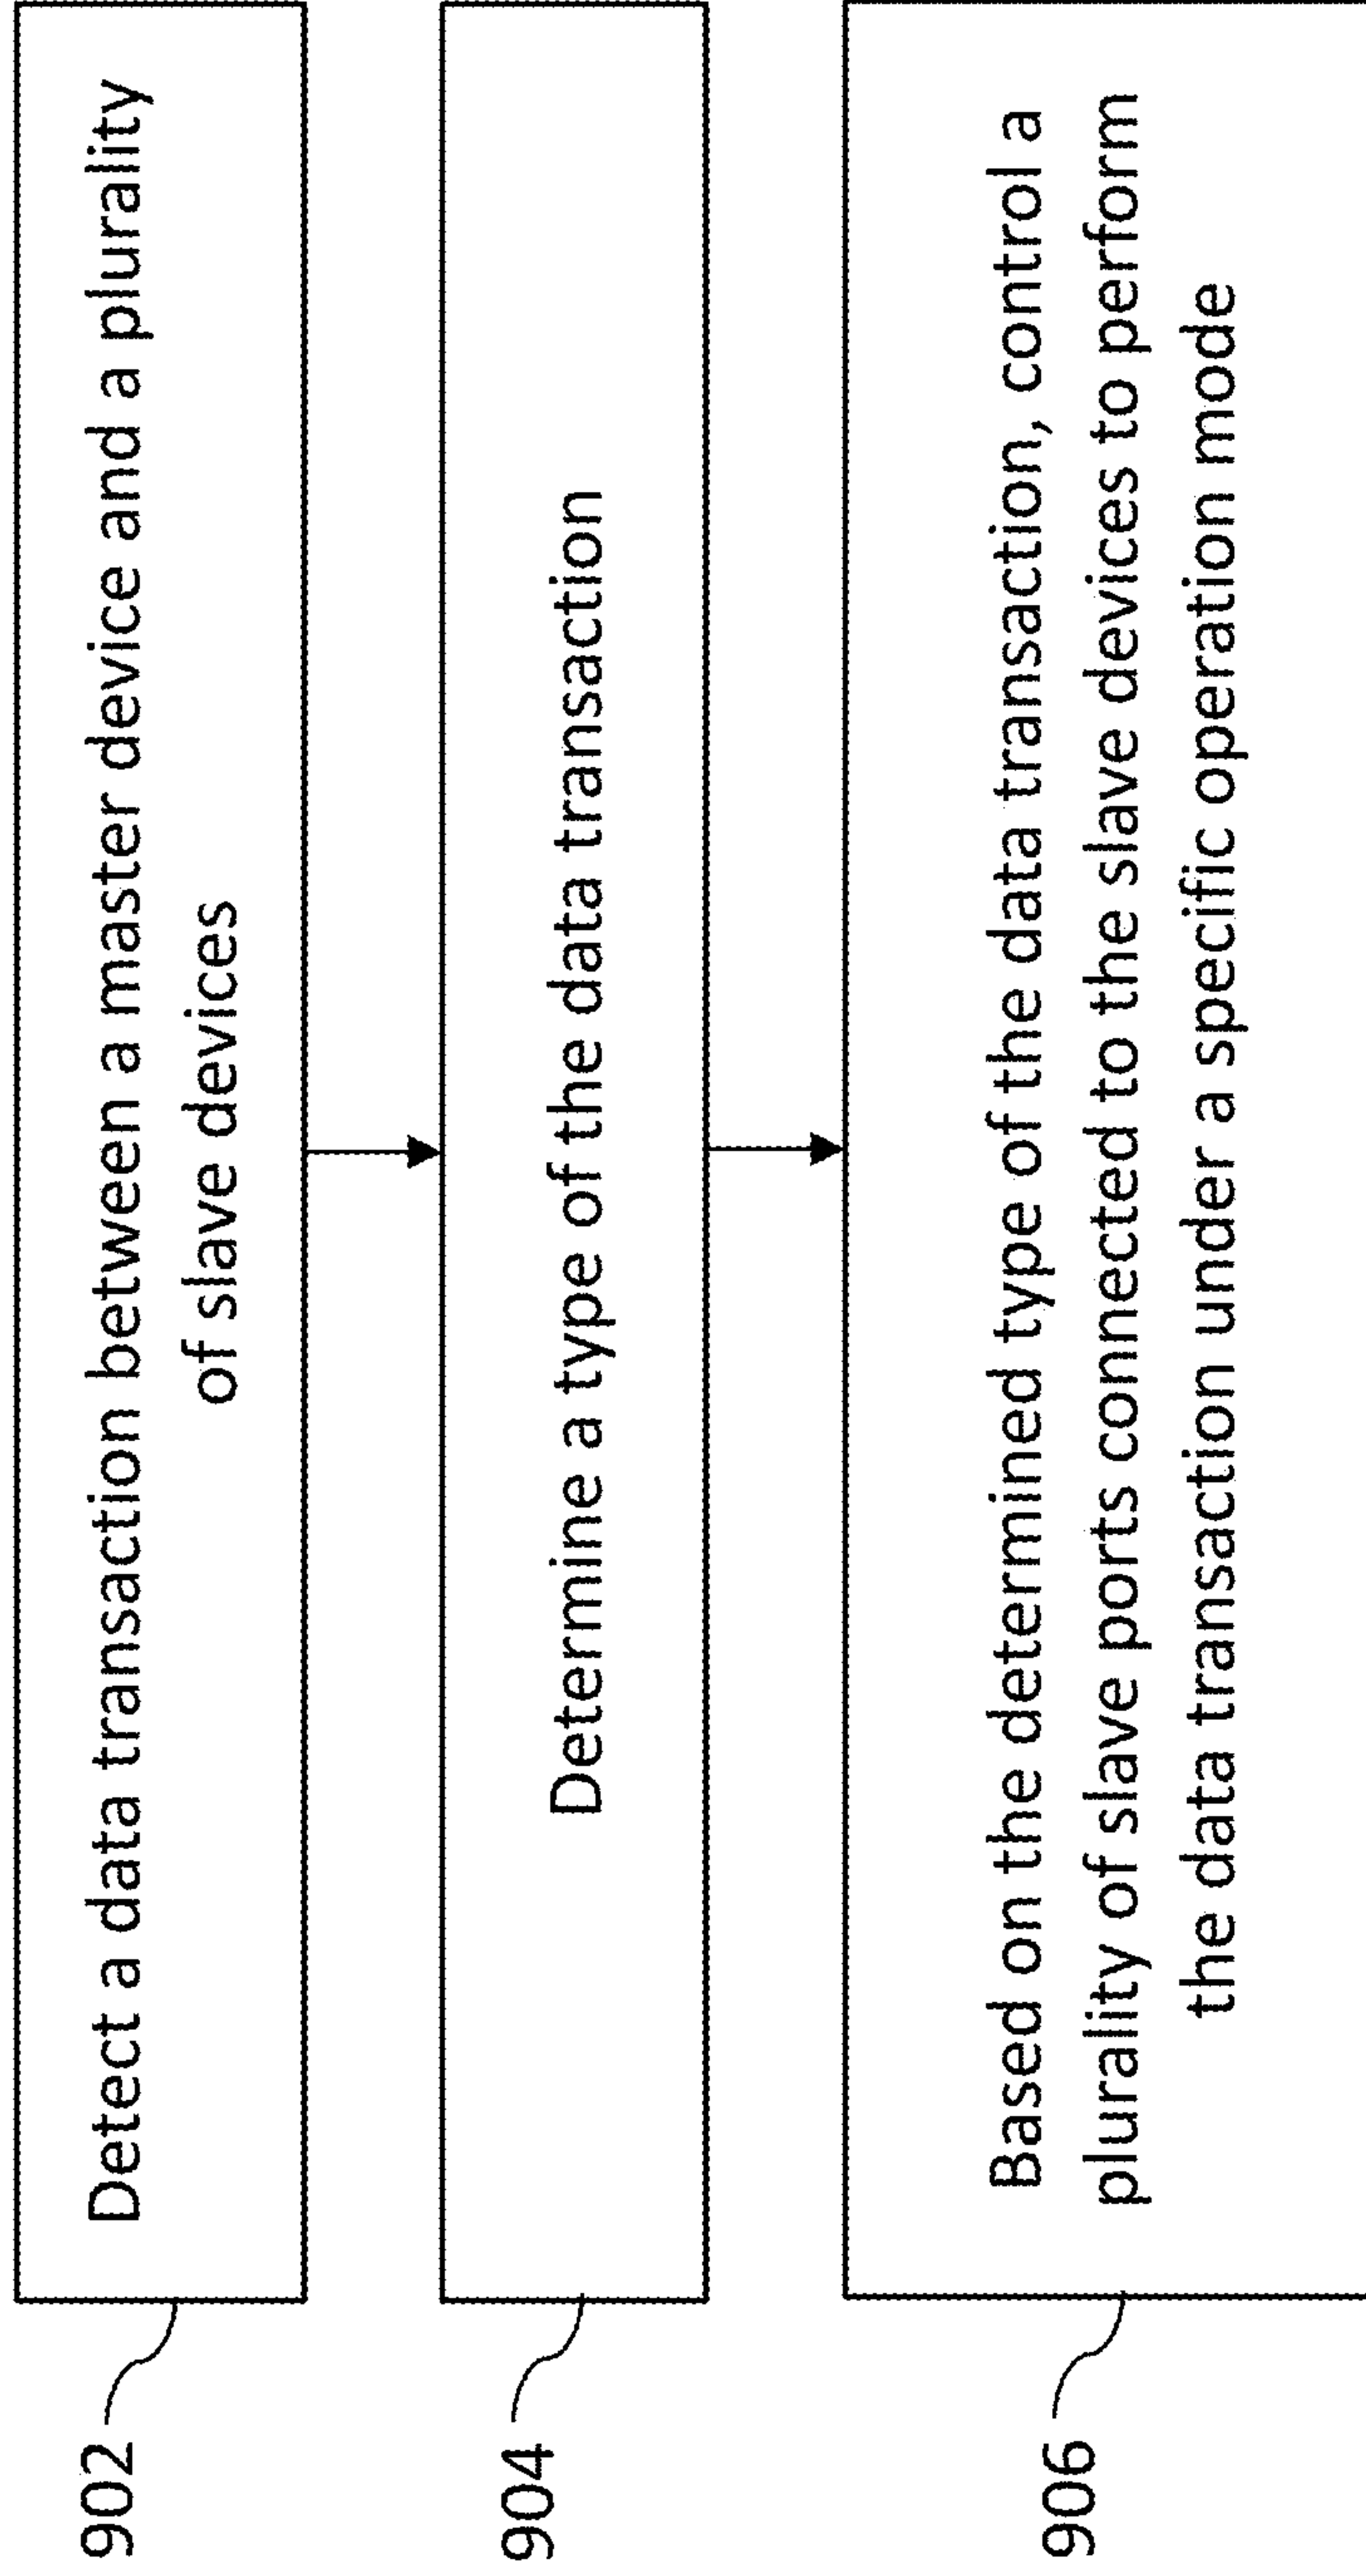 902
Detect a data transaction between a master device and a plurality
of slave devices
904
Determine a type of the data transaction
906
Based on the determined type of the data transaction, control a
plurality of slave ports connected to the slave devices to perform
the data transaction under a specific operation mode